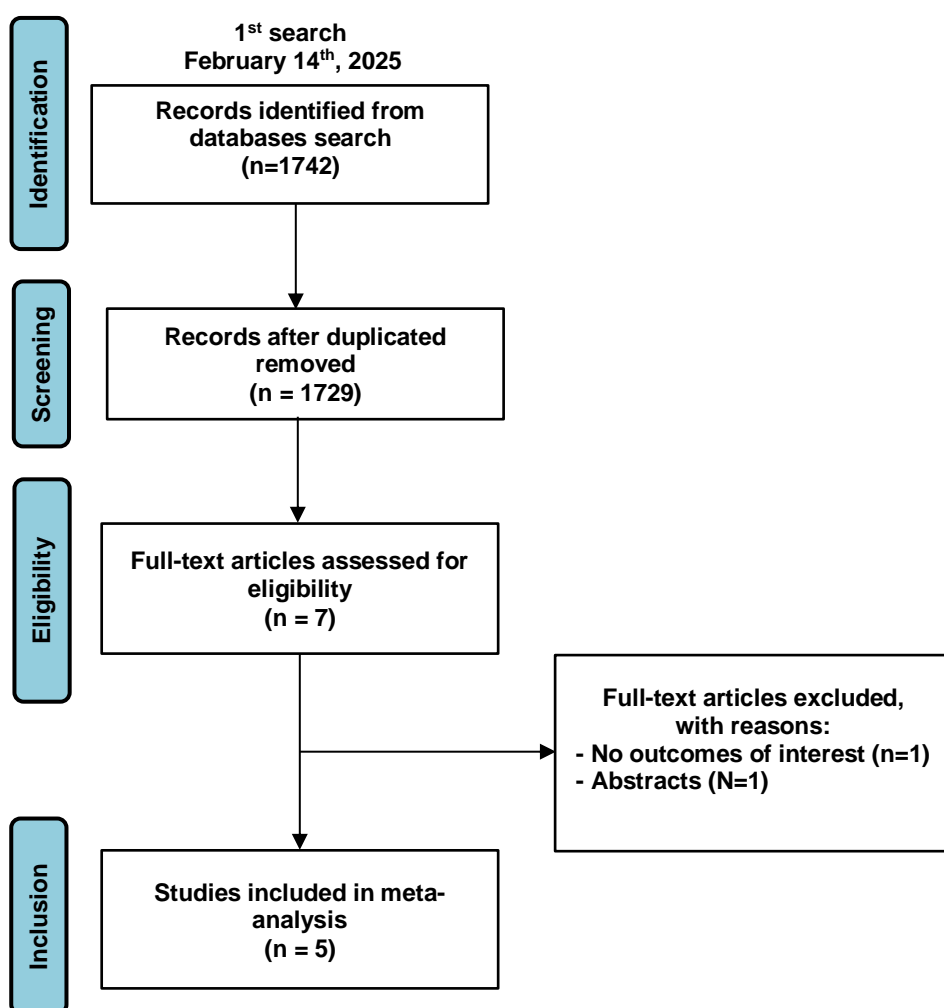 1st search
February 14th, 2025
Identification
Records identified from
databases search
(n=1742)
Screening
Records after duplicated
removed
(n = 1729)
Eligibility
Full-text articles assessed for
eligibility
(n = 7)
Full-text articles excluded,
with reasons:
- No outcomes of interest (n=1)
- Abstracts (N=1)
Inclusion
Studies included in meta-
analysis
(n = 5)